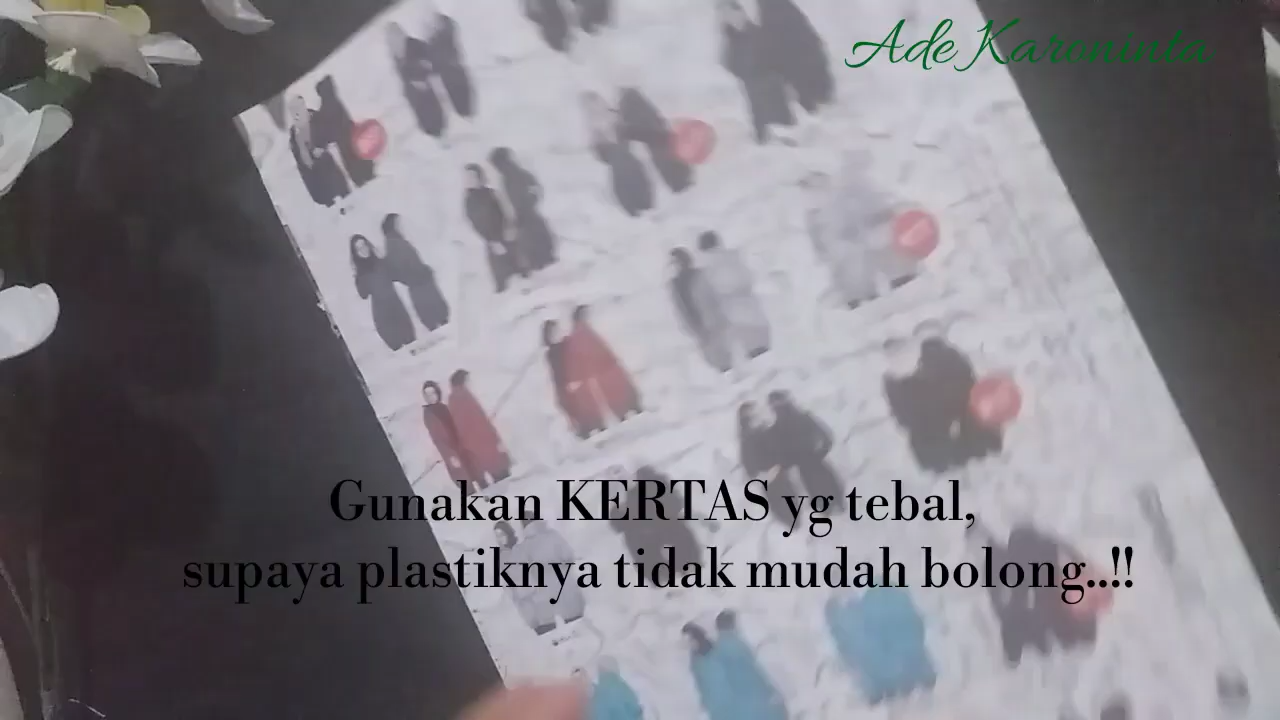 Ade Karoninta
Gunakan KERTAS yg tebal,
supaya plastiknya tidak mudah bolong..!!